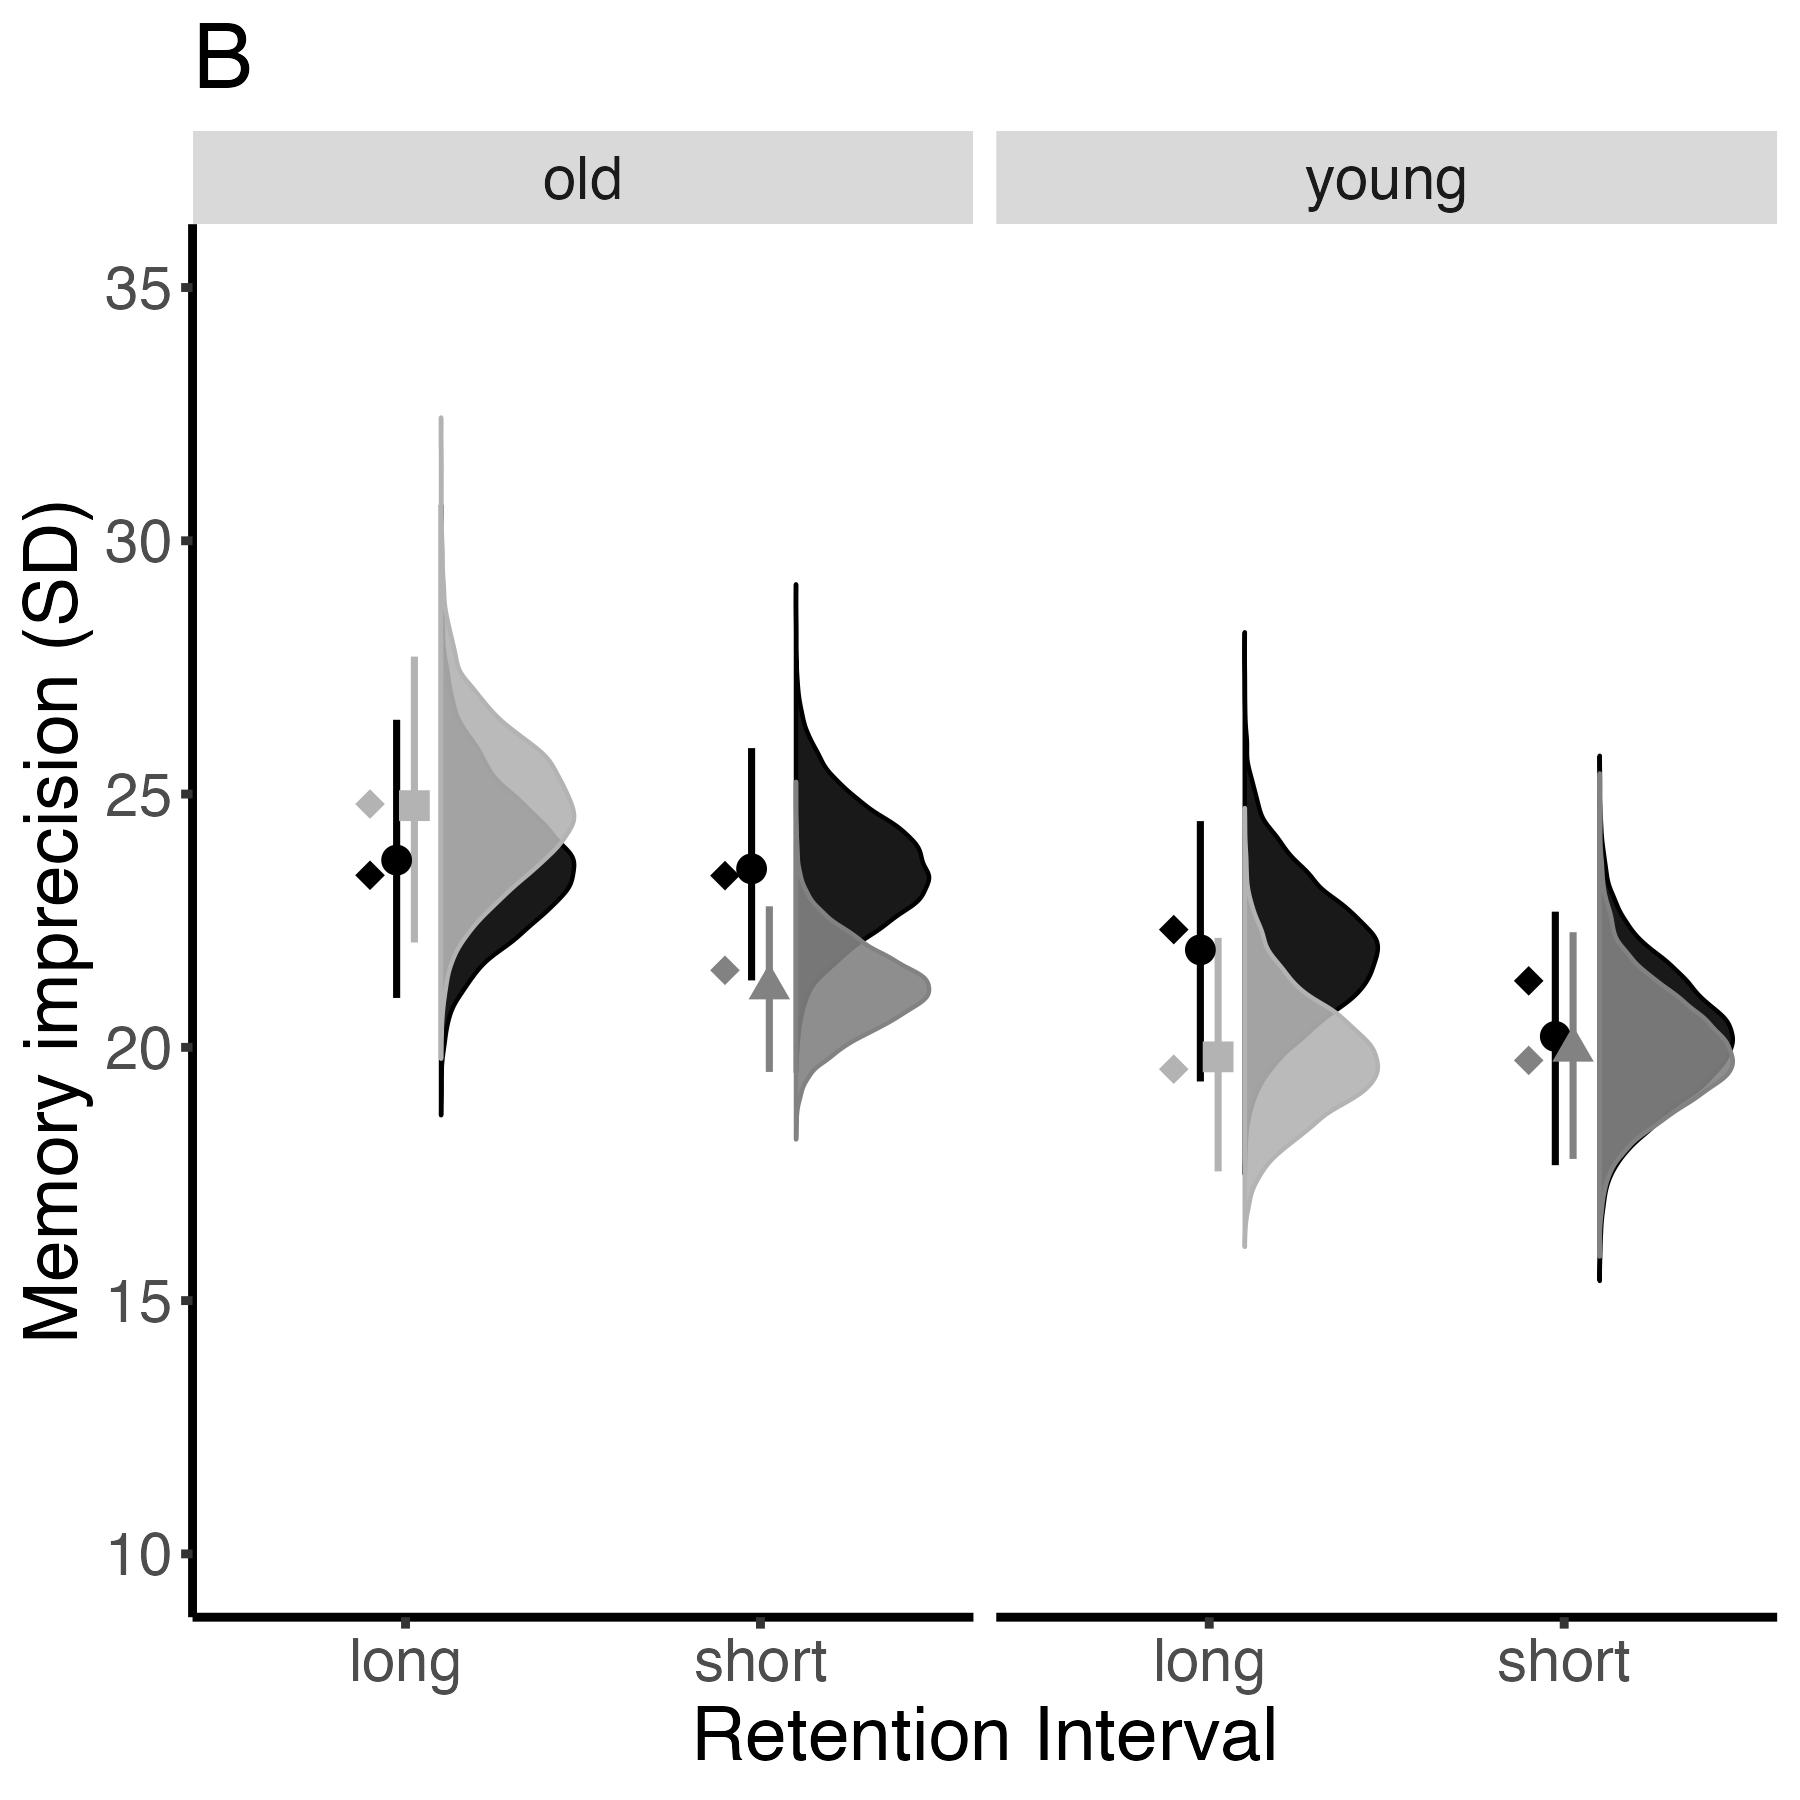 B
old
young
35
30
25
20
15
10
Memory imprecision (SD)
long
short
long
short
Retention Interval